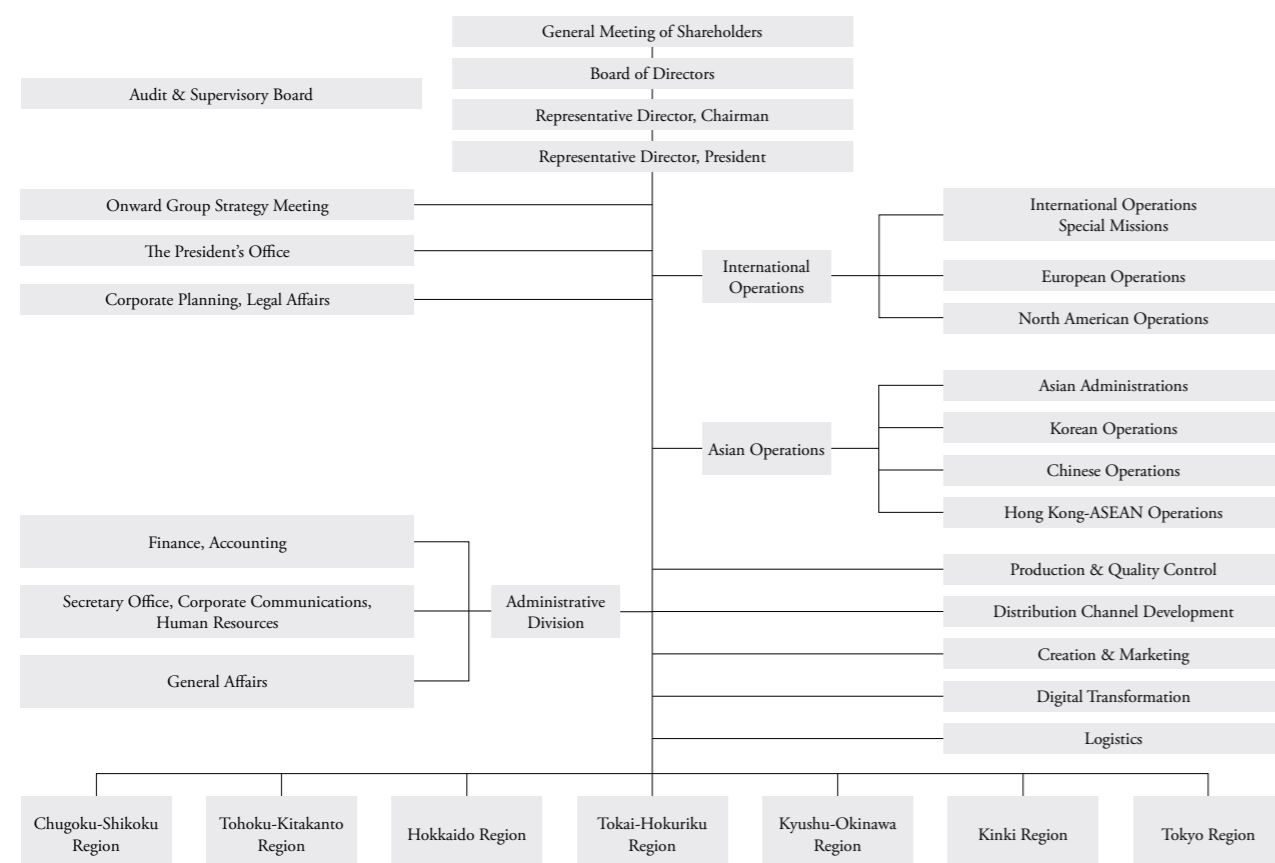 General Meeting of Shareholders
Board of Directors
Audit & Supervisory Board
Representative Director, Chairman
Representative Director, President
Onward Group Strategy Meeting
The President's Office
Corporate Planning, Legal Affairs
International
Operations
International Operations
Special Missions
European Operations
North American Operations
Asian Operations
Asian Administrations
Korean Operations
Chinese Operations
Hong Kong-ASEAN Operations
Finance, Accounting
Secretary Office, Corporate Communications,
Human Resources
General Affairs
Administrative
Division
Production & Quality Control
Distribution Channel Development
Creation & Marketing
Digital Transformation
Logistics
Chugoku-Shikoku
Region
Tohoku-Kitakanto
Region
Hokkaido Region
Tokai-Hokuriku
Region
Kyushu-Okinawa
Region
Kinki Region
Tokyo Region